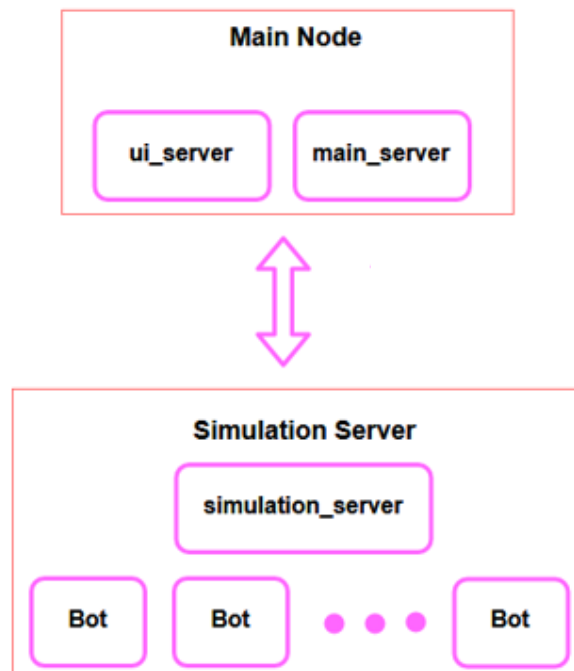 Main Node
ui_server main_server
Simulation Server
simulation_server
Bot Bot Bot